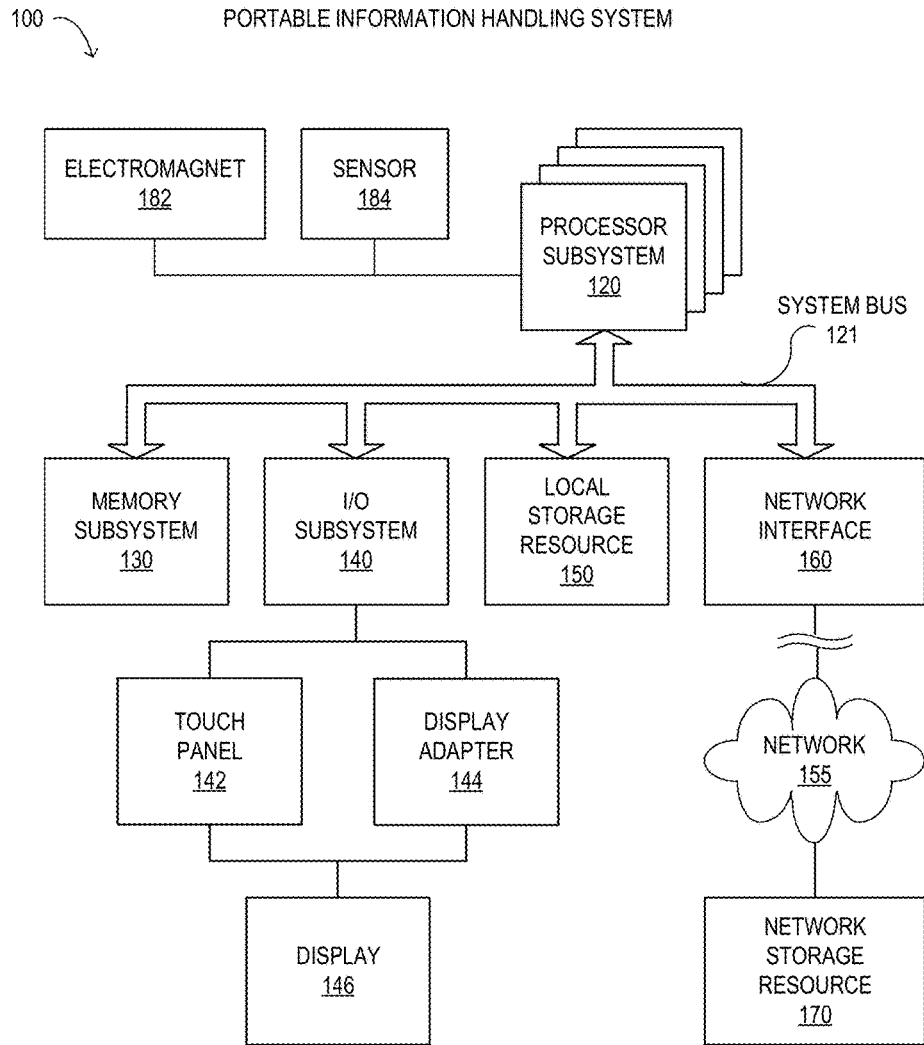 100
PORTABLE INFORMATION HANDLING SYSTEM
ELECTROMAGNET
182
SENSOR
184
PROCESSOR
SUBSYSTEM
120
SYSTEM BUS
121
MEMORY
SUBSYSTEM
130
I/O
SUBSYSTEM
140
LOCAL
STORAGE
RESOURCE
150
NETWORK
INTERFACE
160
TOUCH
PANEL
142
DISPLAY
ADAPTER
144
NETWORK
155
DISPLAY
146
NETWORK
STORAGE
RESOURCE
170